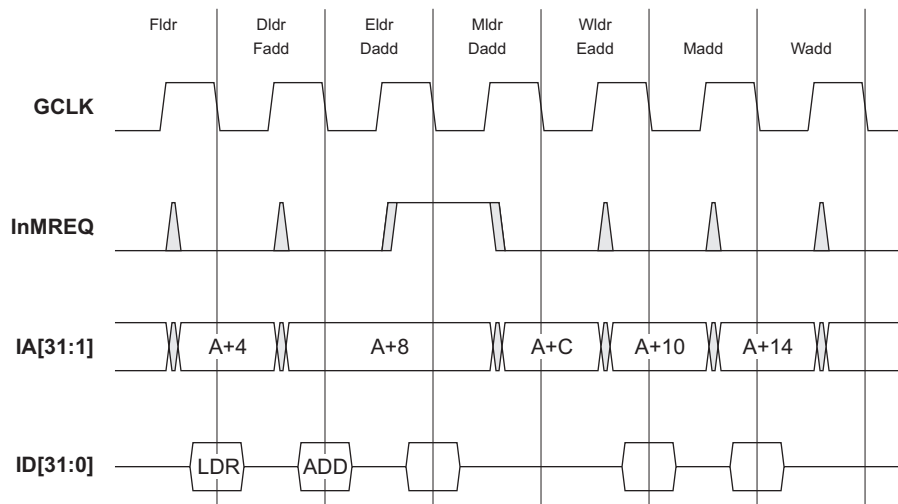 Fldr Dldr Eldr Mldr Wldr
Fadd Dadd Dadd Eadd Madd Wadd
GCLK
InMREQ
IA[31:1] A+4 A+8 A+C A+10 A+14
ID[31:0] LDR ADD